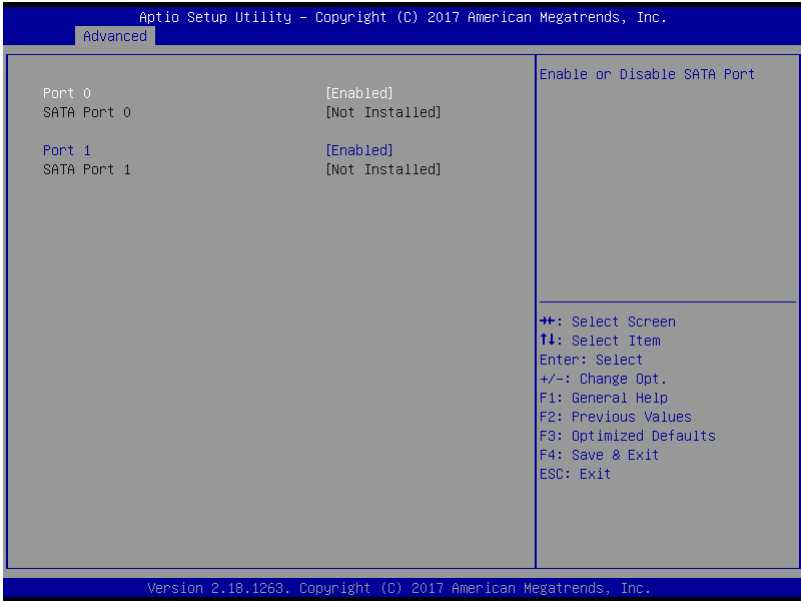 Aptio Setup Utility – Copyright (C) 2017 American Megatrends, Inc.
Advanced
Port 0 [Enabled]
SATA Port 0 [Not Installed]
Port 1 [Enabled]
SATA Port 1 [Not Installed]
Enable or Disable SATA Port
→←: Select Screen
↑↓: Select Item
Enter: Select
+/-: Change Opt.
F1: General Help
F2: Previous Values
F3: Optimized Defaults
F4: Save & Exit
ESC: Exit
Version 2.18.1263. Copyright (C) 2017 American Megatrends, Inc.